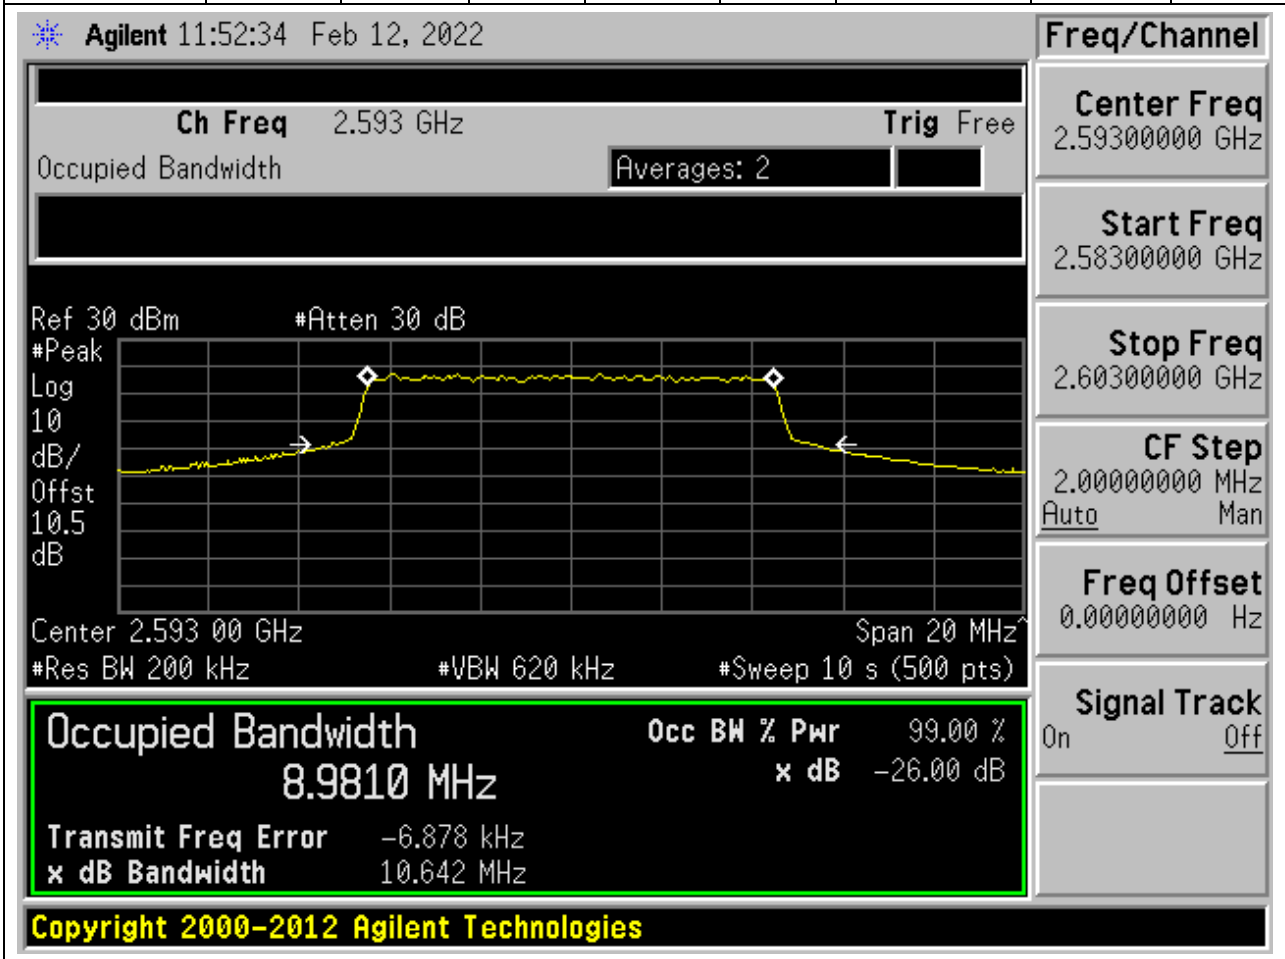 Agilent 11:52:34 Feb 12, 2022
Freq/Channel
Ch Freq 2.593 GHz Trig Free
Occupied Bandwidth Averages: 2
Center Freq
2.59300000 GHz
Start Freq
2.58300000 GHz
Stop Freq
2.60300000 GHz
CF Step
2.00000000 MHz
Auto Man
Freq Offset
0.00000000 Hz
Signal Track
On Off
Ref 30 dBm #Atten 30 dB
#Peak
Log
10
dB/
Offst
10.5
dB
Center 2.593 00 GHz Span 20 MHz^
#Res BW 200 kHz #VBW 620 kHz #Sweep 10 s (500 pts)
Occupied Bandwidth Occ BW % Pwr 99.00 %
8.9810 MHz x dB -26.00 dB
Transmit Freq Error -6.878 kHz
x dB Bandwidth 10.642 MHz
Copyright 2000-2012 Agilent Technologies